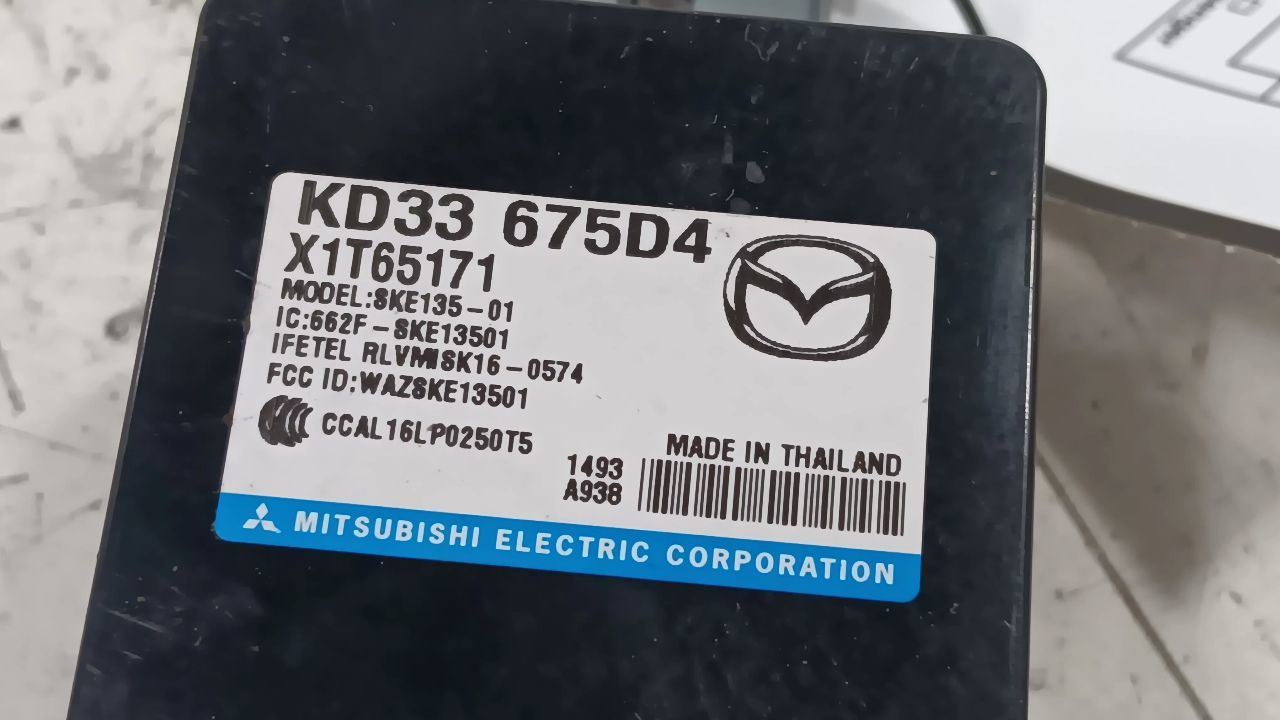 KD33 675D4
X1T65171
MODEL:SKE135-01
IC:662F-SKE13501
IFETEL RLVMISK16-0574
FCC ID:WAZSKE13501
CCAL16LP0250T5
MADE IN THAILAND
1493
A938
MITSUBISHI ELECTRIC CORPORATION